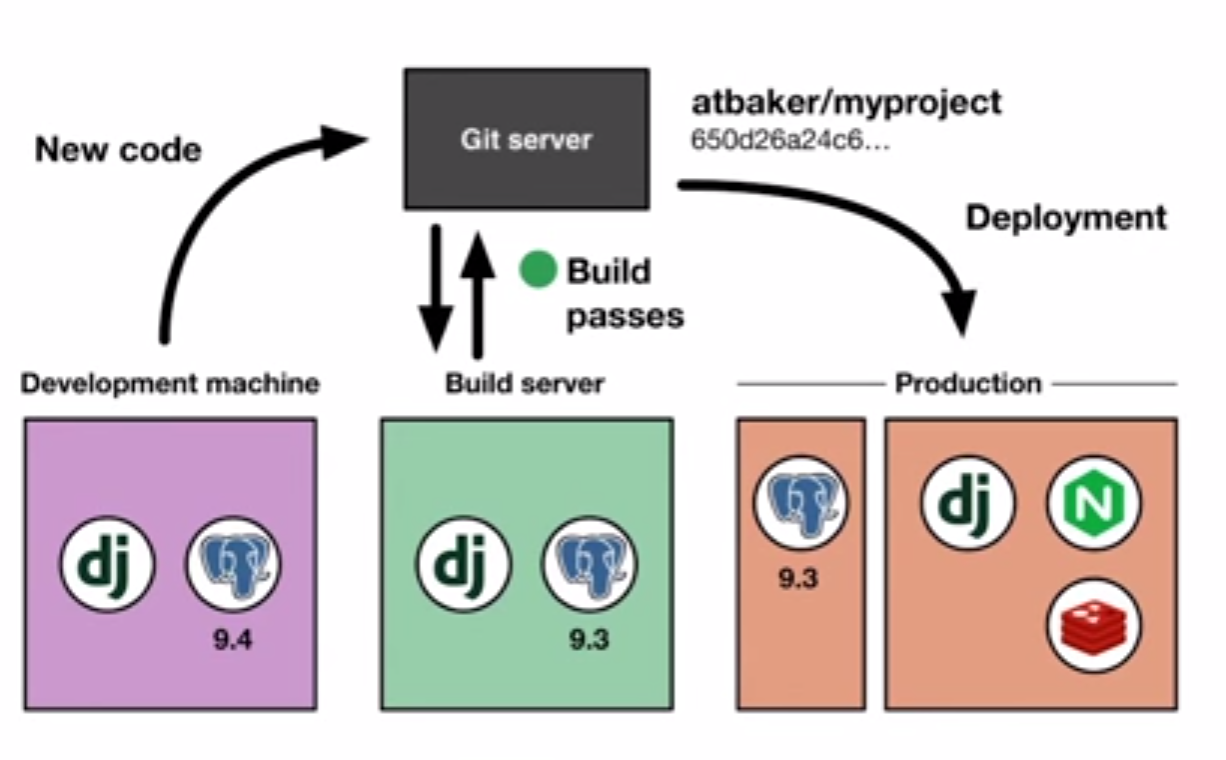 New code
Git server
atbaker/myproject
650d26a24c6...
Deployment
Build
passes
Development machine
Build server
Production
dj
9.4
dj
9.3
9.3
dj
N